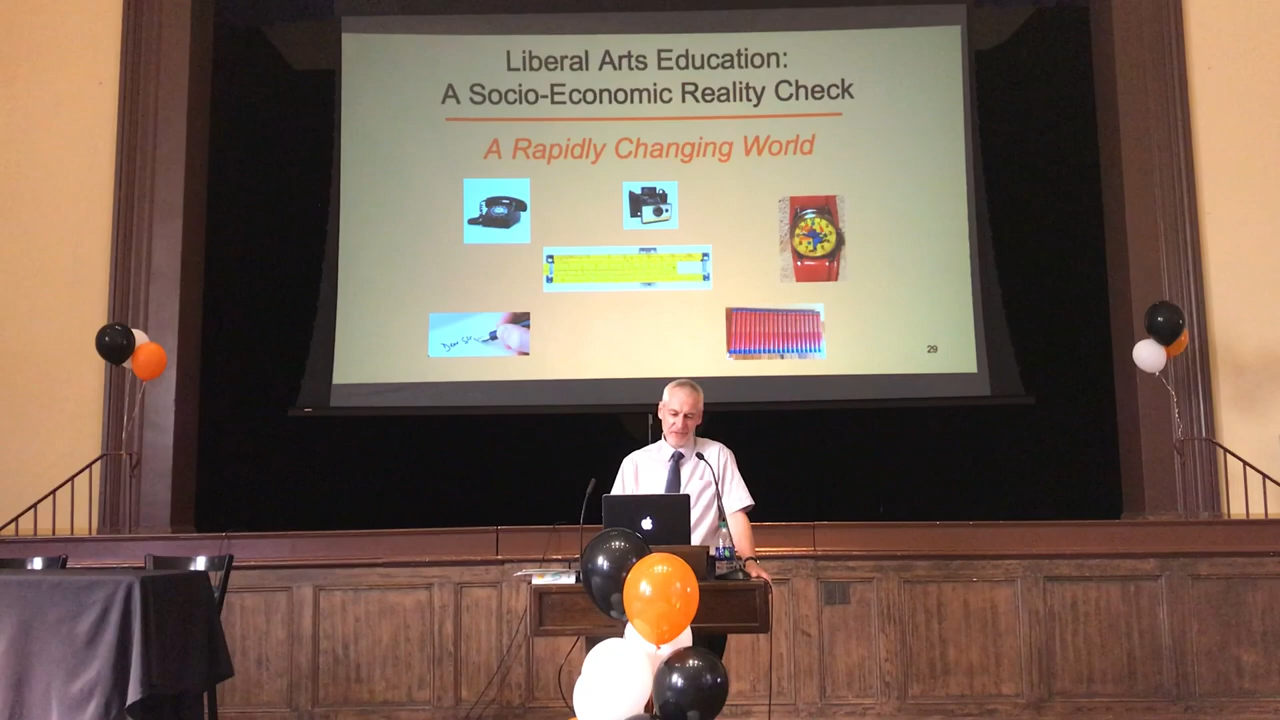 Liberal Arts Education:
A Socio-Economic Reality Check
A Rapidly Changing World
29